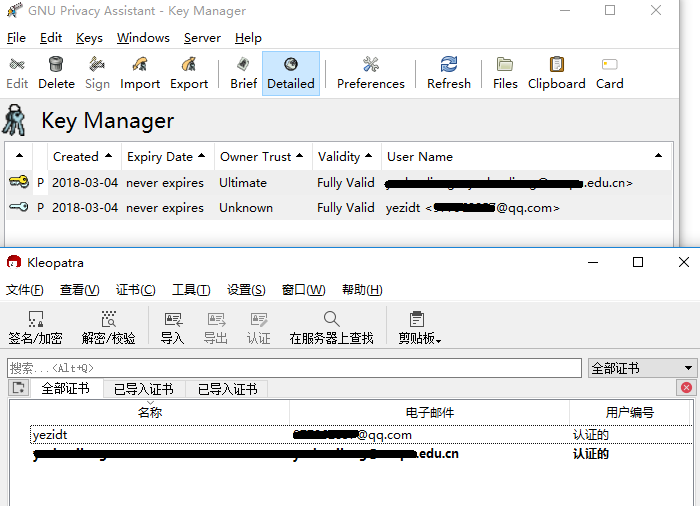 GNU Privacy Assistant - Key Manager
File Edit Keys Windows Server Help
Edit Delete Sign Import Export Brief Detailed Preferences Refresh Files Clipboard Card
Key Manager
Created Expiry Date Owner Trust Validity User Name
P 2018-03-04 never expires Ultimate Fully Valid .edu.cn>
P 2018-03-04 never expires Unknown Fully Valid yezidt < @qq.com>
Kleopatra
文件(F) 查看(V) 证书(C) 工具(T) 设置(S) 窗口(W) 帮助(H)
签名/加密 解密/校验 导入 导出 认证 在服务器上查找 剪贴板
搜索...<Alt+Q> 全部证书
全部证书 已导入证书 已导入证书
名称 电子邮件 用户编号
yezidt @qq.com 认证的
.edu.cn 认证的